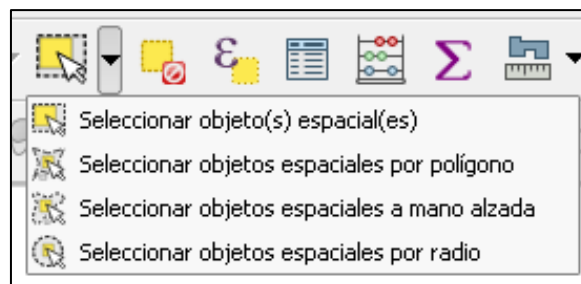 Seleccionar objeto(s) espacial(es)
Seleccionar objetos espaciales por polígono
Seleccionar objetos espaciales a mano alzada
Seleccionar objetos espaciales por radio